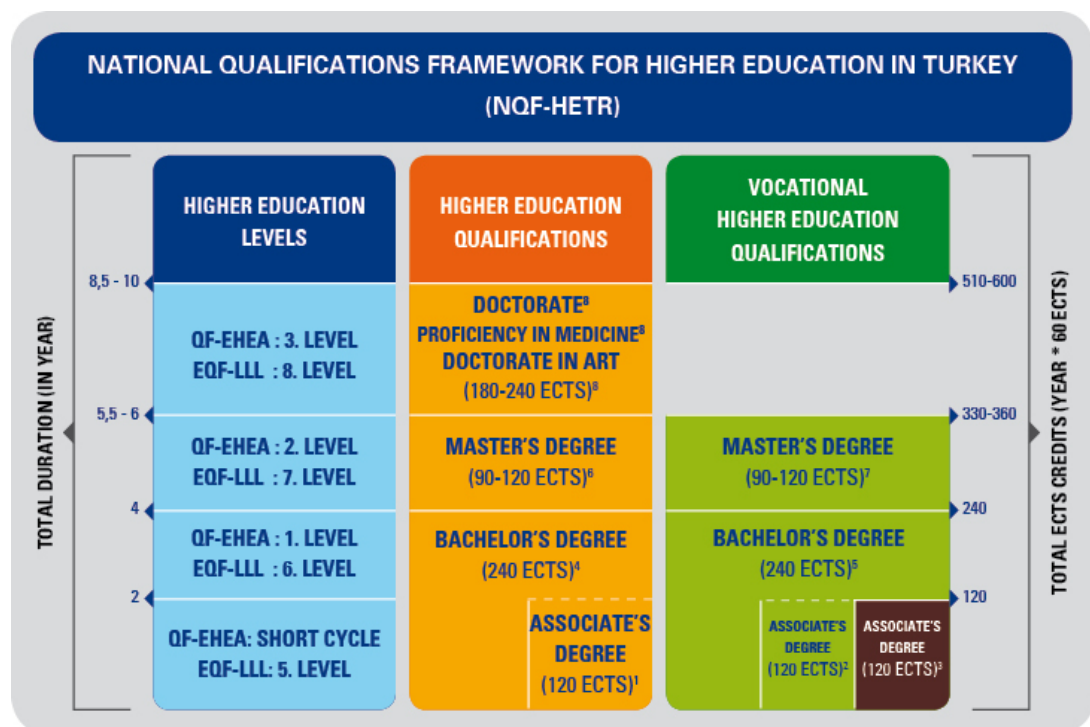 NATIONAL QUALIFICATIONS FRAMEWORK FOR HIGHER EDUCATION IN TURKEY
(NQF-HETR)
TOTAL DURATION (IN YEAR)
8,5 - 10
5,5 - 6
4
2
HIGHER EDUCATION
LEVELS
QF-EHEA : 3. LEVEL
EQF-LLL : 8. LEVEL
QF-EHEA : 2. LEVEL
EQF-LLL : 7. LEVEL
QF-EHEA : 1. LEVEL
EQF-LLL : 6. LEVEL
QF-EHEA: SHORT CYCLE
EQF-LLL: 5. LEVEL
HIGHER EDUCATION
QUALIFICATIONS
DOCTORATE⁸
PROFICIENCY IN MEDICINE⁸
DOCTORATE IN ART
(180-240 ECTS)⁸
MASTER'S DEGREE
(90-120 ECTS)⁶
BACHELOR'S DEGREE
(240 ECTS)⁴
ASSOCIATE'S
DEGREE
(120 ECTS)¹
VOCATIONAL
HIGHER EDUCATION
QUALIFICATIONS
MASTER'S DEGREE
(90-120 ECTS)⁷
BACHELOR'S DEGREE
(240 ECTS)⁵
ASSOCIATE'S
DEGREE
(120 ECTS)²
ASSOCIATE'S
DEGREE
(120 ECTS)³
510-600
330-360
240
120
TOTAL ECTS CREDITS (YEAR * 60 ECTS)